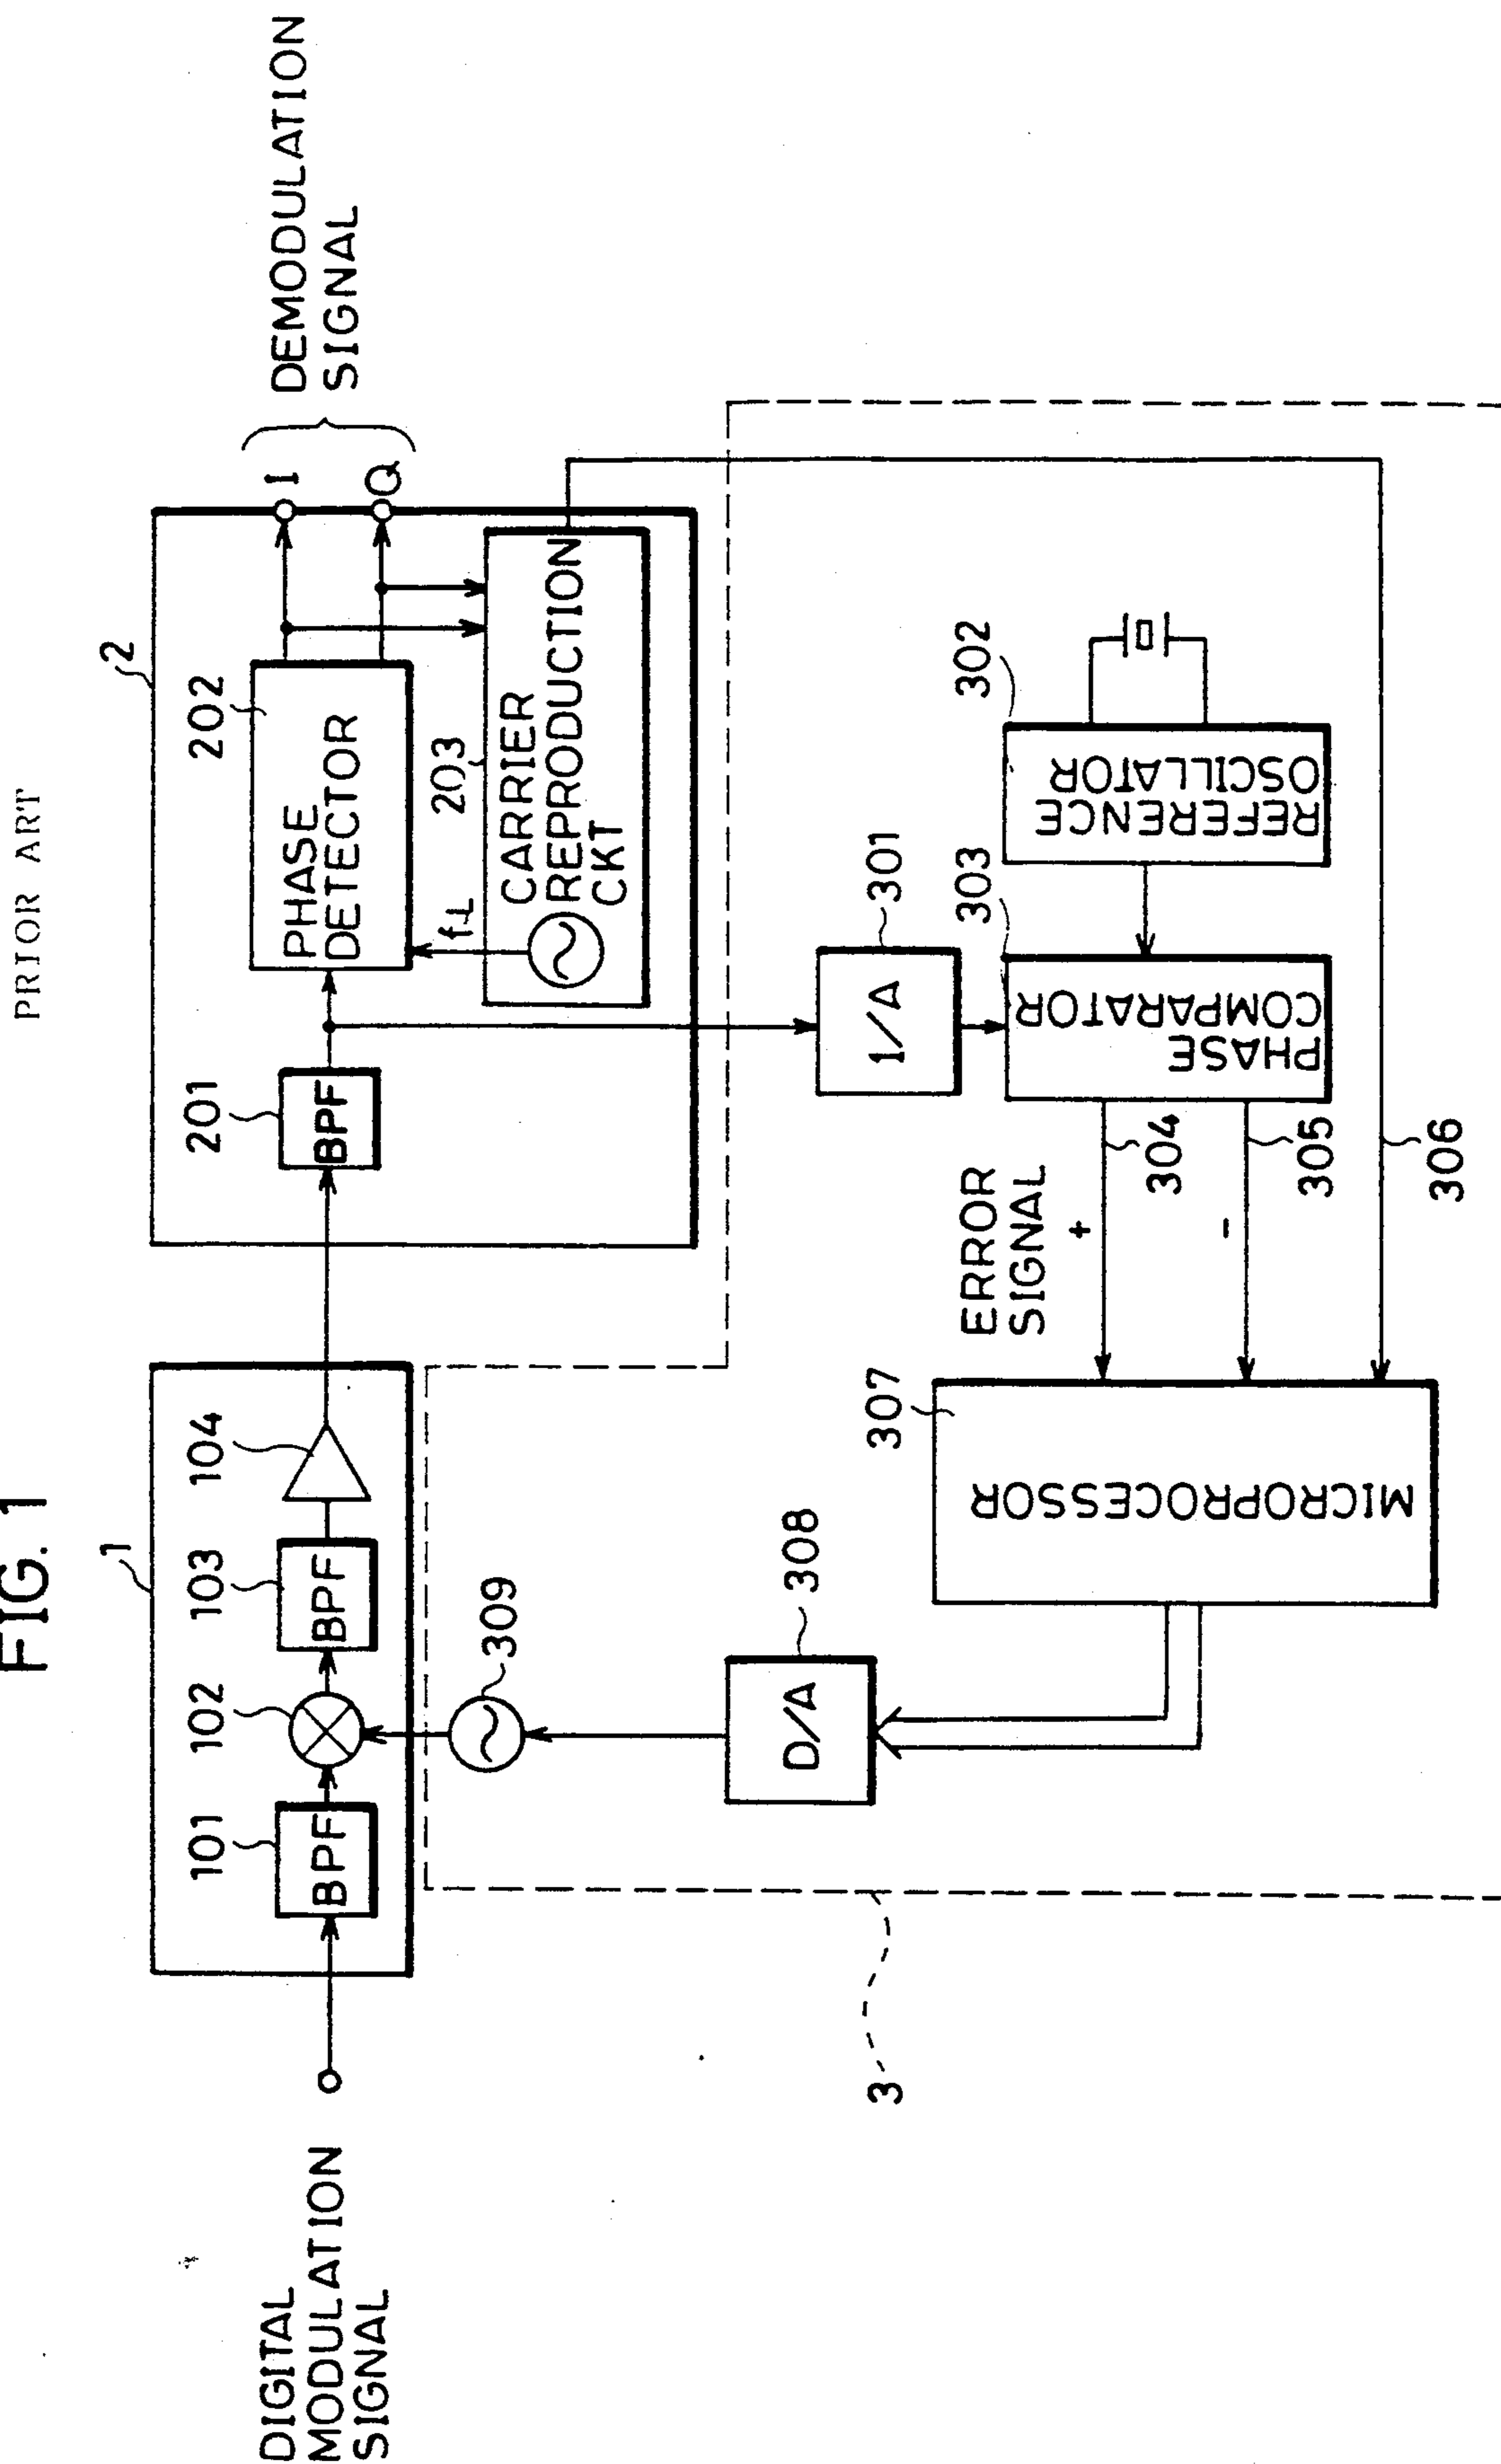 FIG. 1
PRIOR ART
DIGITAL
MODULATION
SIGNAL
1
101
BPF
102
103
BPF
104
309
2
201
BPF
202
PHASE
DETECTOR
fL
203
CARRIER
REPRODUCTION
CKT
I
Q
DEMODULATION
SIGNAL
3
308
D/A
307
MICROPROCESSOR
ERROR
SIGNAL
+
304
-
305
306
301
1/A
303
PHASE
COMPARATOR
302
REFERENCE
OSCILLATOR